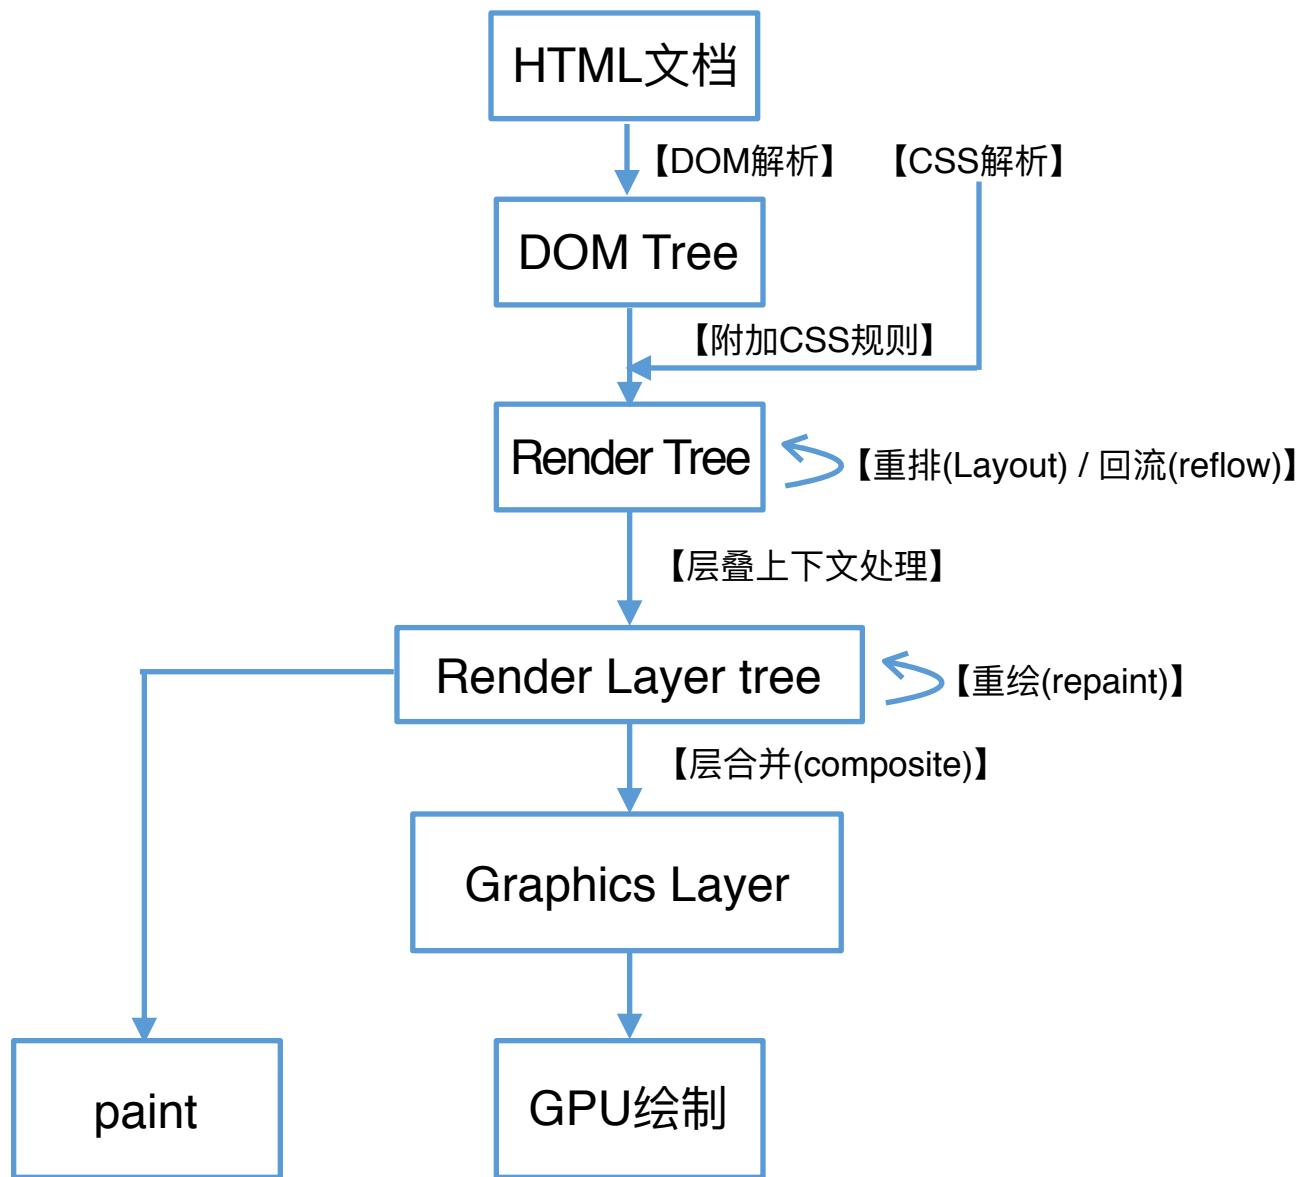 HTML文档
【DOM解析】 【CSS解析】
DOM Tree
【附加CSS规则】
Render Tree
【重排(Layout) / 回流(reflow)】
【层叠上下文处理】
Render Layer tree
【重绘(repaint)】
【层合并(composite)】
Graphics Layer
paint
GPU绘制